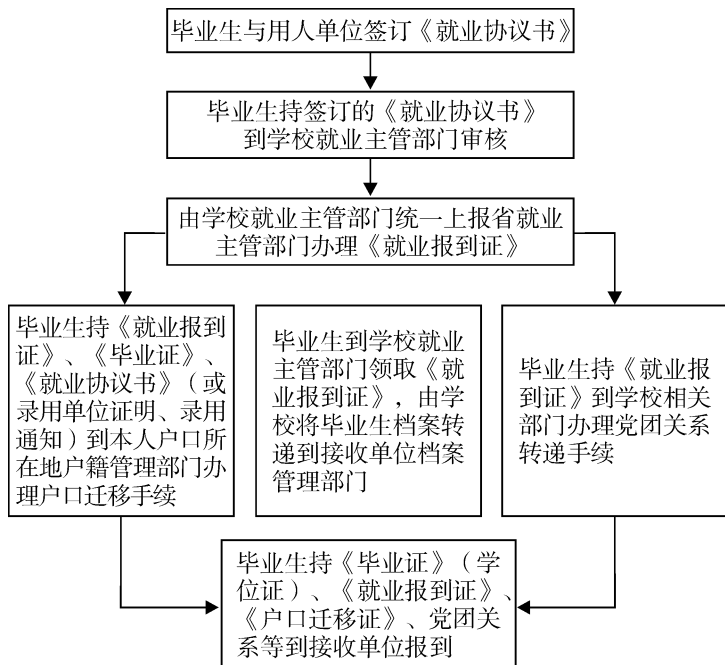 毕业生与用人单位签订《就业协议书》
毕业生持签订的《就业协议书》
到学校就业主管部门审核
由学校就业主管部门统一上报省就业
主管部门办理《就业报到证》
毕业生持《就业报到
证》、《毕业证》、
《就业协议书》（或
录用单位证明、录用
通知）到本人户口所
在地户籍管理部门办
理户口迁移手续
毕业生到学校就业
主管部门领取《就
业报到证》，由学
校将毕业生档案转
递到接收单位档案
管理部门
毕业生持《就业报
到证》到学校相关
部门办理党团关系
转递手续
毕业生持《毕业证》（学
位证）、《就业报到证》、
《户口迁移证》、党团关
系等到接收单位报到